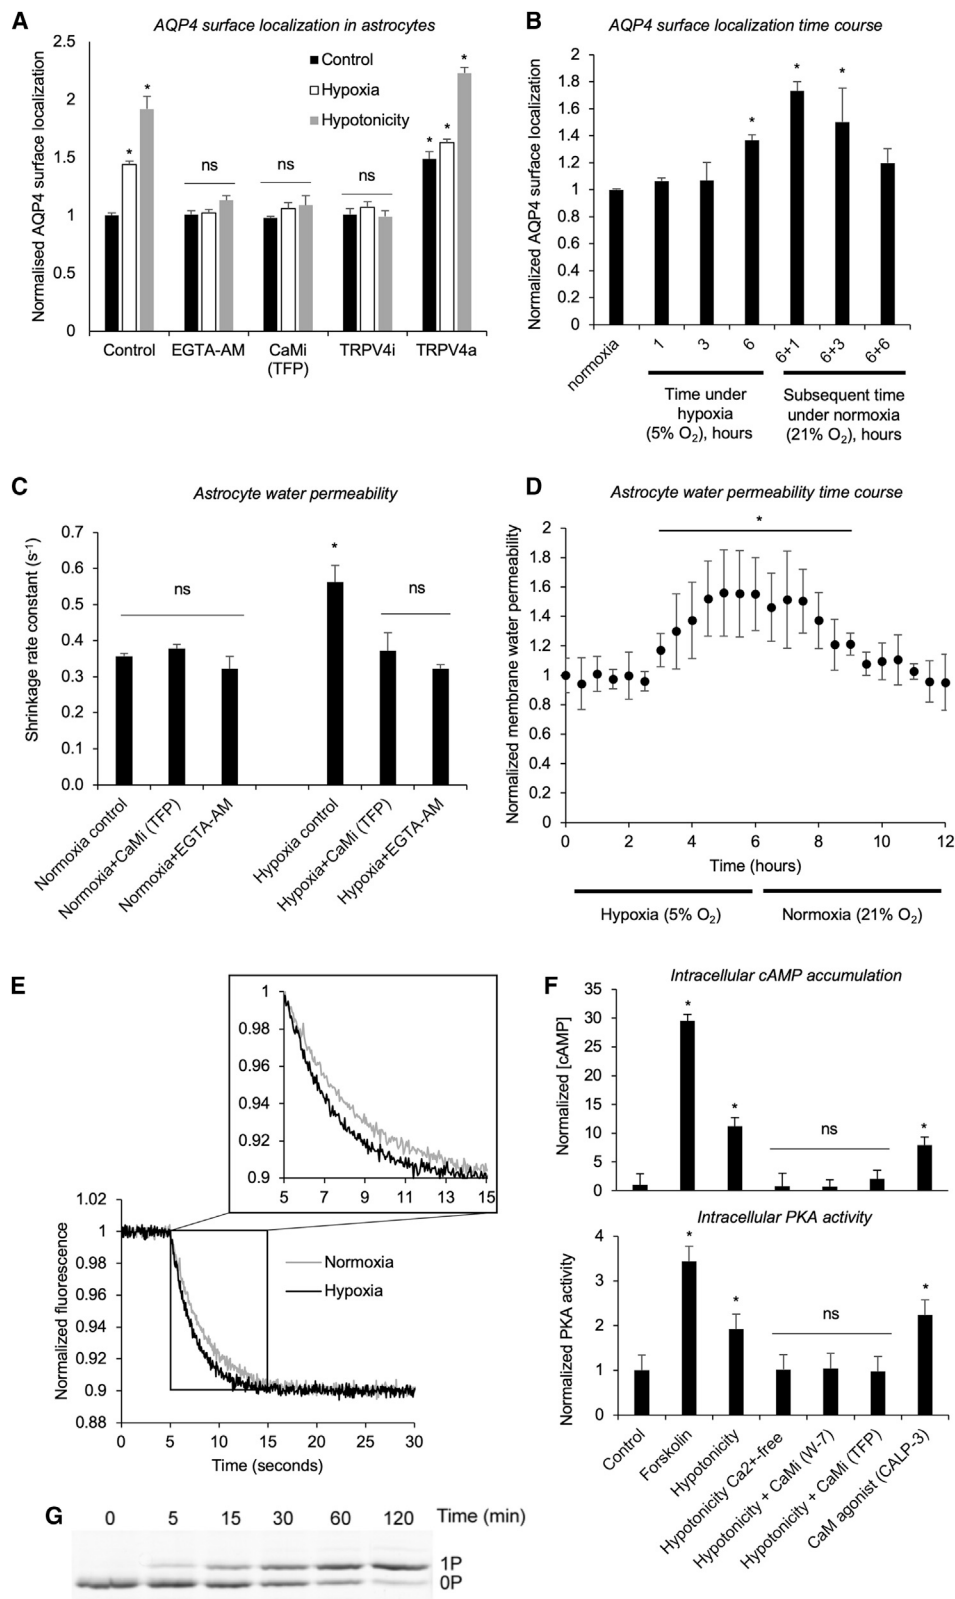 A
AQP4 surface localization in astrocytes
Normalised AQP4 surface localization
2.5
2
1.5
1
0.5
0
Control
Hypoxia
Hypotonicity
*
*
ns
ns
ns
*
*
*
Control
EGTA-AM
CaMi (TFP)
TRPV4i
TRPV4a
B
AQP4 surface localization time course
Normalized AQP4 surface localization
2
1.8
1.6
1.4
1.2
1
0.8
0.6
0.4
0.2
0
*
*
*
normoxia
1
3
6
6+1
6+3
6+6
Time under
hypoxia
(5% O₂), hours
Subsequent time
under normoxia
(21% O₂), hours
C
Astrocyte water permeability
Shrinkage rate constant (s⁻¹)
0.7
0.6
0.5
0.4
0.3
0.2
0.1
0.0
ns
*
ns
Normoxia control
Normoxia+CaMi (TFP)
Normoxia+EGTA-AM
Hypoxia control
Hypoxia+CaMi (TFP)
Hypoxia+EGTA-AM
D
Astrocyte water permeability time course
Normalized membrane water permeability
2
1.8
1.6
1.4
1.2
1
0.8
0.6
0.4
0.2
0
*
0 2 4 6 8 10 12
Time (hours)
Hypoxia (5% O₂)
Normoxia (21% O₂)
E
1
0.98
0.96
0.94
0.92
0.9
5 7 9 11 13 15
Normalized fluorescence
1.02
1
0.98
0.96
0.94
0.92
0.9
0.88
Normoxia
Hypoxia
0 5 10 15 20 25 30
Time (seconds)
F
Intracellular cAMP accumulation
Normalized [cAMP]
35
30
25
20
15
10
5
0
*
*
ns
*
Intracellular PKA activity
Normalized PKA activity
4
3
2
1
0
*
*
ns
*
Control
Forskolin
Hypotonicity
Hypotonicity Ca2+-free
Hypotonicity + CaMi (W-7)
Hypotonicity + CaMi (TFP)
CaM agonist (CALP-3)
G
0 5 15 30 60 120 Time (min)
1P
0P